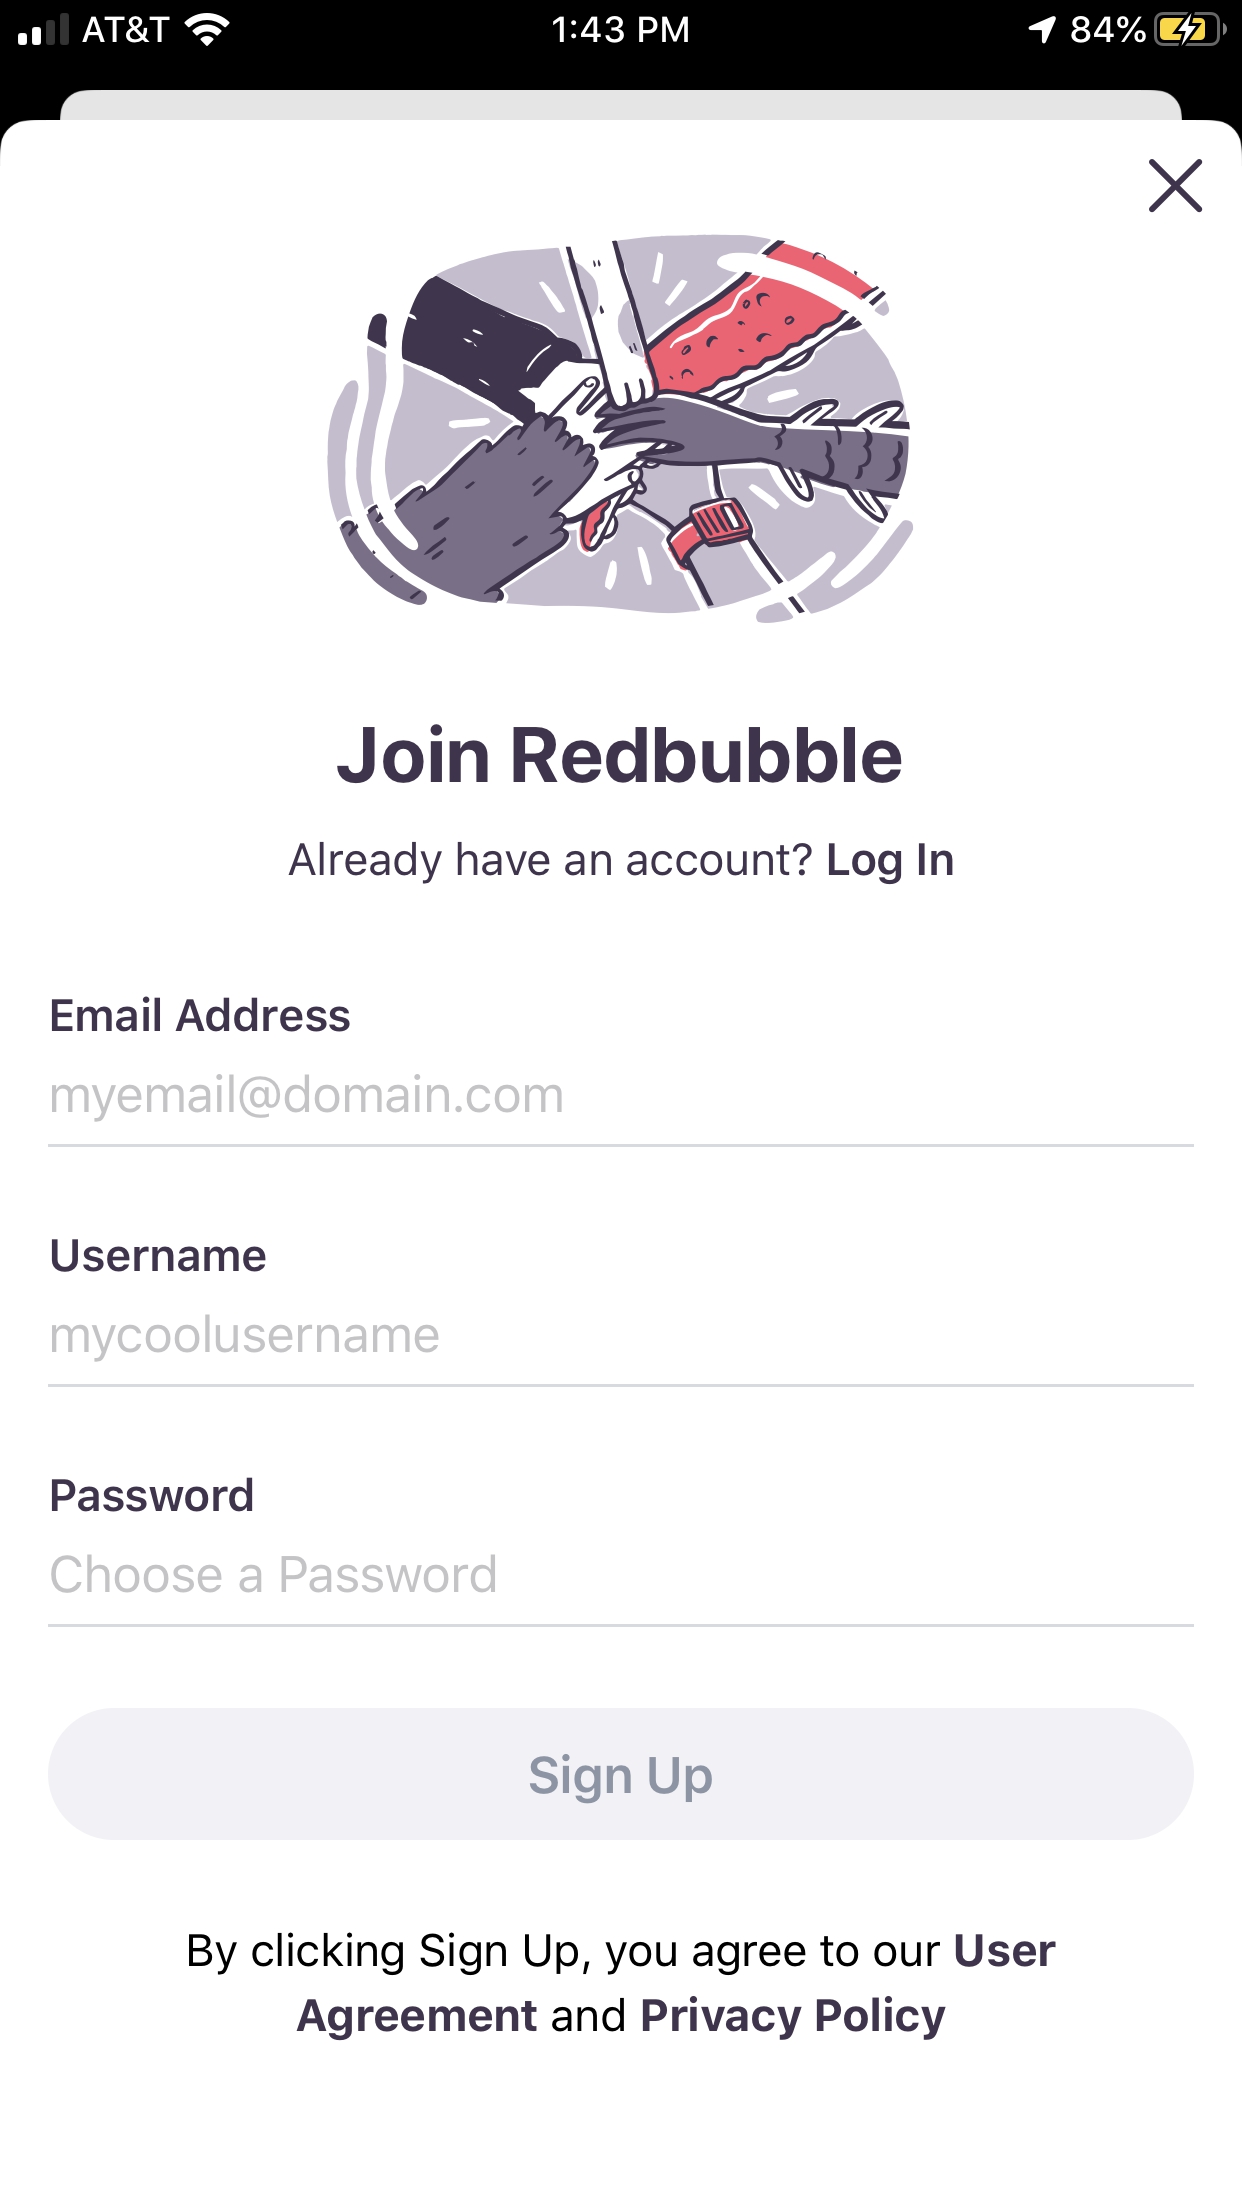 AT&T 1:43 PM 84%
Join Redbubble
Already have an account? Log In
Email Address
myemail@domain.com
Username
mycoolusername
Password
Choose a Password
Sign Up
By clicking Sign Up, you agree to our User
Agreement and Privacy Policy